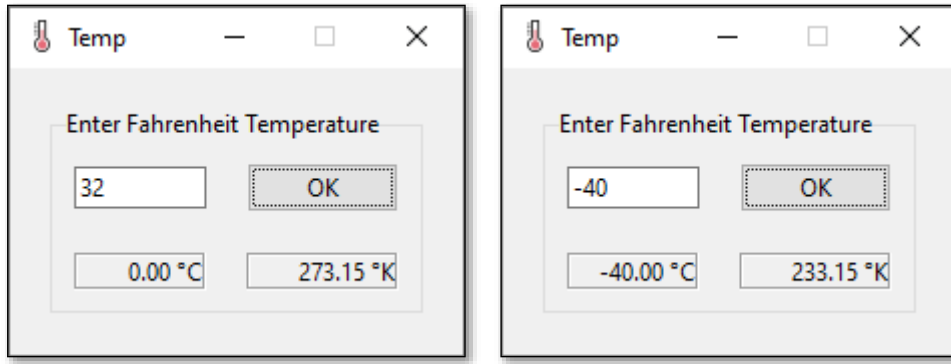 Temp
Enter Fahrenheit Temperature
32
OK
0.00 °C
273.15 °K
Temp
Enter Fahrenheit Temperature
-40
OK
-40.00 °C
233.15 °K